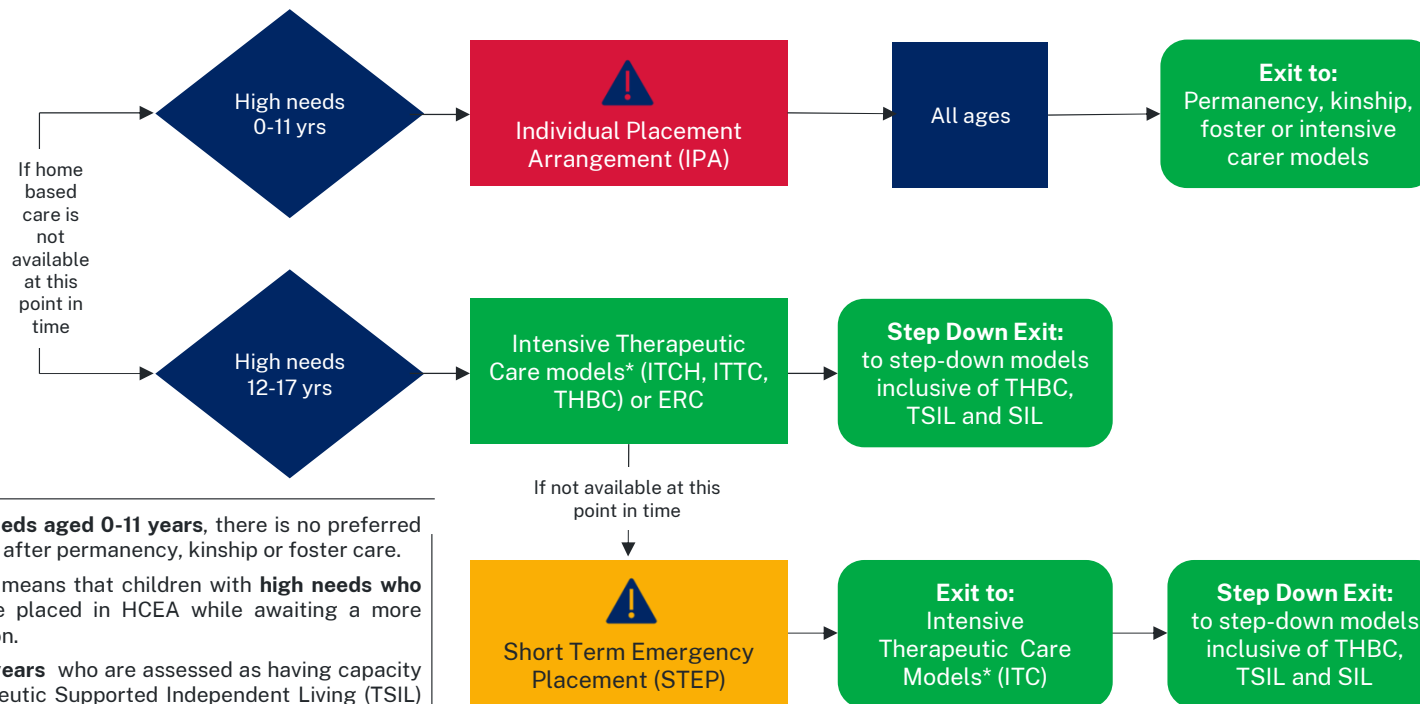 If home
based
care is
not
available
at this
point in
time
High needs
0-11 yrs
Individual Placement
Arrangement (IPA)
All ages
Exit to:
Permanency, kinship,
foster or intensive
carer models
High needs
12-17 yrs
Intensive Therapeutic
Care models* (ITCH, ITTC,
THBC) or ERC
Step Down Exit:
to step-down models
inclusive of THBC,
TSIL and SIL
If not available at this
point in time
Short Term Emergency
Placement (STEP)
Exit to:
Intensive
Therapeutic Care
Models* (ITC)
Step Down Exit:
to step-down models
inclusive of THBC,
TSIL and SIL
aged 0-11 years, there is no preferred
after permanency, kinship or foster care.
means that children with high needs who
placed in HCEA while awaiting a more
years who are assessed as having capacity
Supported Independent Living (TSIL)